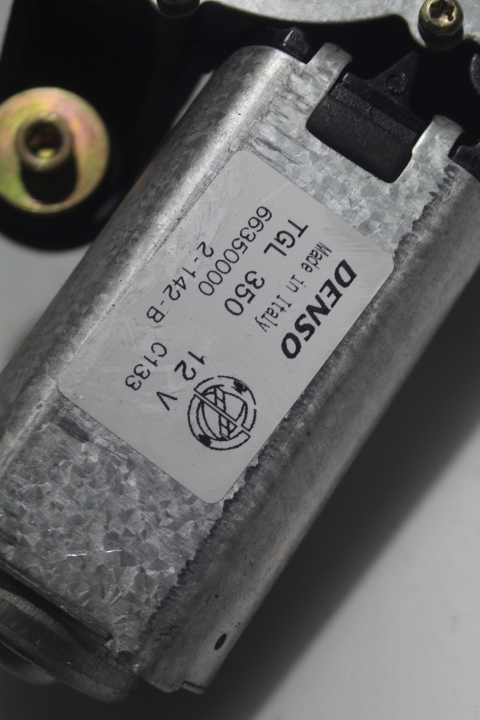 DENSO
Made in Italy
TGL 350
66350000
2-142-B C133
12 V